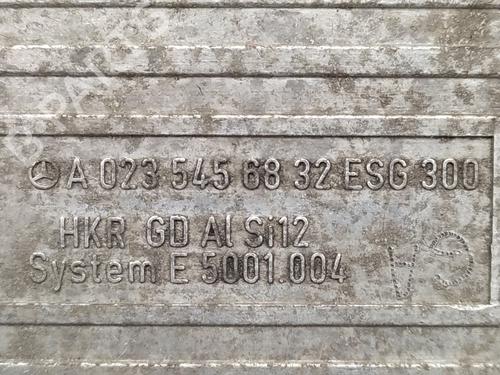 A 023 545 68 32 ESG 300
HKR GD Al Si12
System E 5001.004